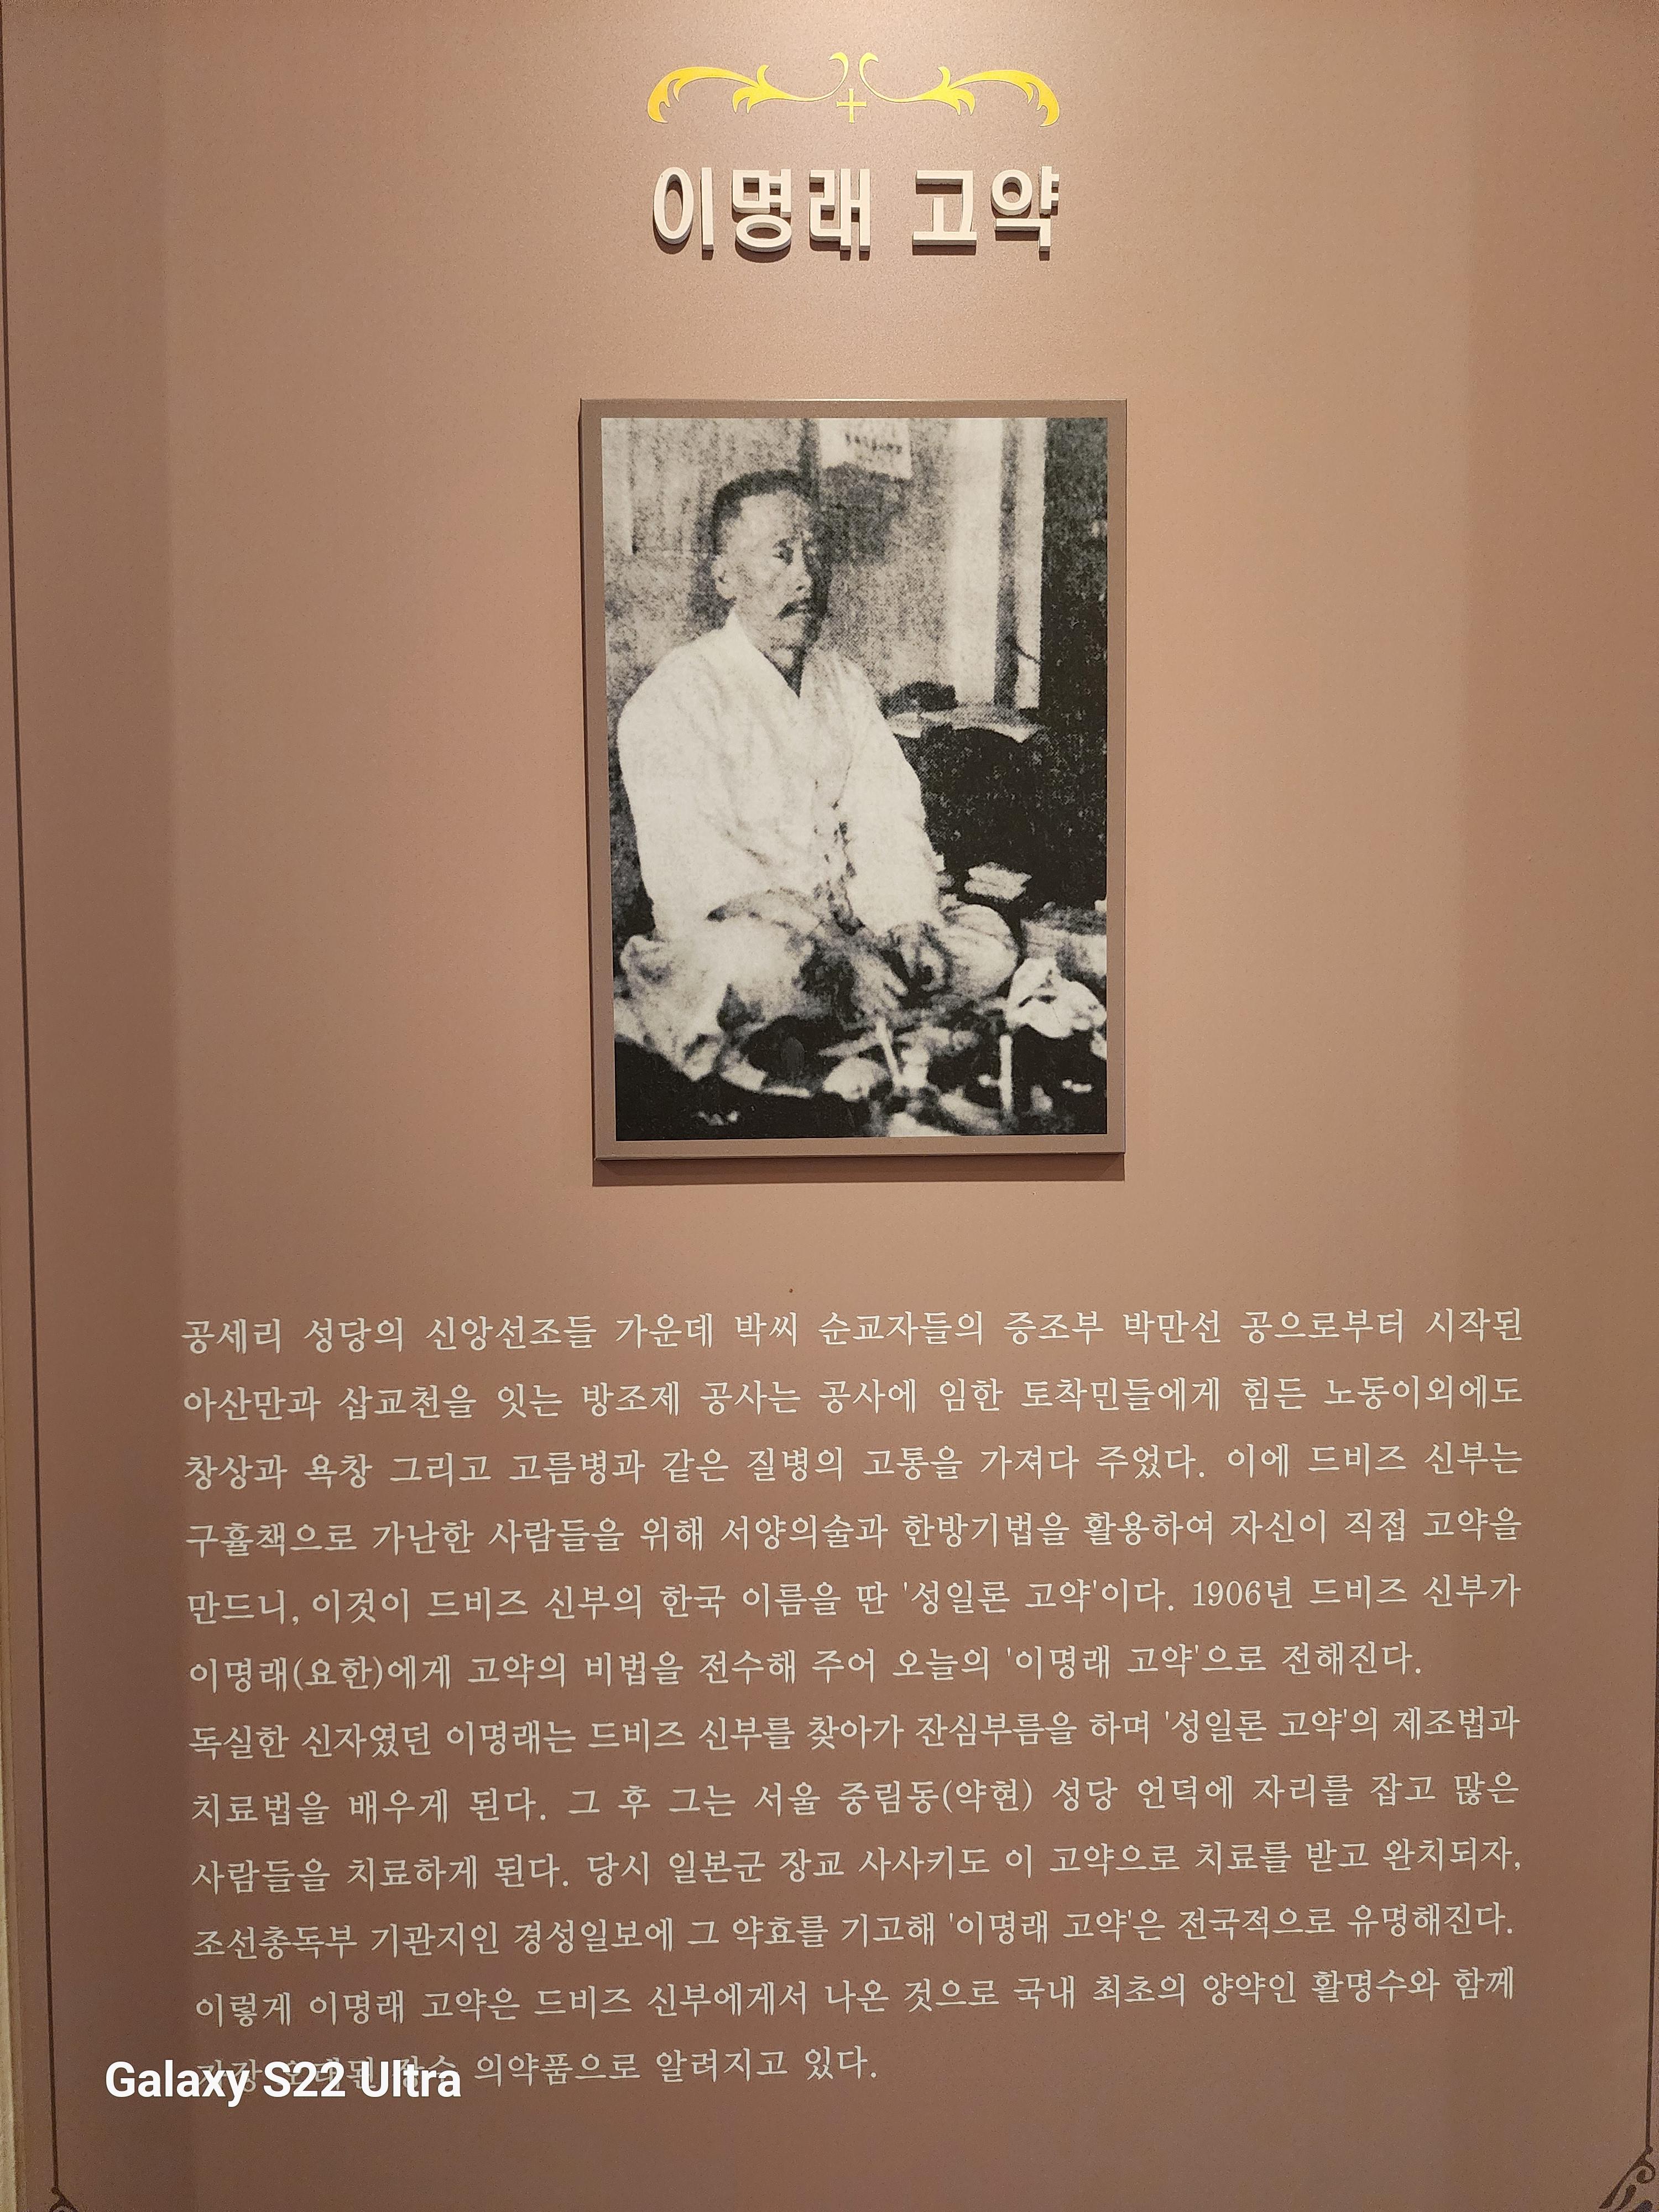 이명래 고약
공세리 성당의 신앙선조들 가운데 박씨 순교자들의 증조부 박만선 공으로부터 시작된
아산만과 삽교천을 잇는 방조제 공사는 공사에 임한 토착민들에게 힘든 노동이외에도
창상과 욕창 그리고 고름병과 같은 질병의 고통을 가져다 주었다. 이에 드비즈 신부는
구휼책으로 가난한 사람들을 위해 서양의술과 한방기법을 활용하여 자신이 직접 고약을
만드니, 이것이 드비즈 신부의 한국 이름을 딴 '성일론 고약'이다. 1906년 드비즈 신부가
이명래(요한)에게 고약의 비법을 전수해 주어 오늘의 '이명래 고약'으로 전해진다.
독실한 신자였던 이명래는 드비즈 신부를 찾아가 잔심부름을 하며 '성일론 고약'의 제조법과
치료법을 배우게 된다. 그 후 그는 서울 중림동(약현) 성당 언덕에 자리를 잡고 많은
사람들을 치료하게 된다. 당시 일본군 장교 사사키도 이 고약으로 치료를 받고 완치되자,
조선총독부 기관지인 경성일보에 그 약효를 기고해 '이명래 고약'은 전국적으로 유명해진다.
이렇게 이명래 고약은 드비즈 신부에게서 나온 것으로 국내 최초의 양약인 활명수와 함께
의약품으로 알려지고 있다.
Galaxy S22 Ultra